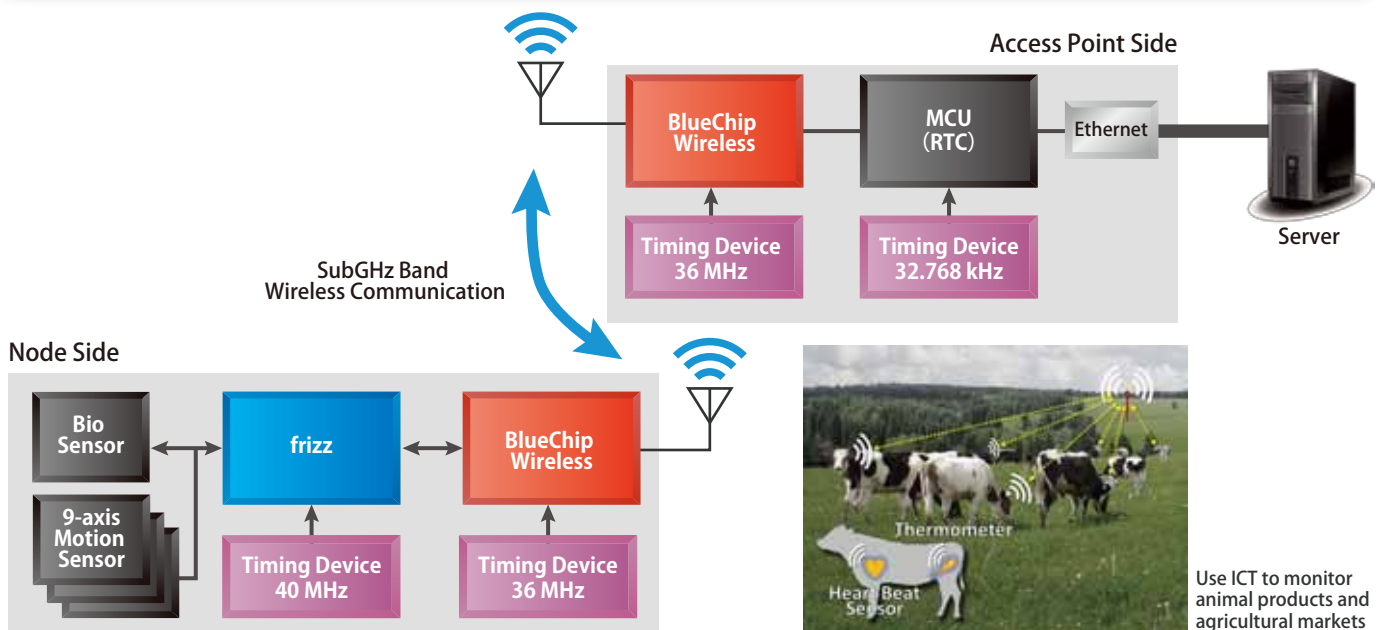 Access Point Side
BlueChip
Wireless
MCU
(RTC)
Ethernet
Timing Device
36 MHz
Timing Device
32.768 kHz
Server
SubGHz Band
Wireless Communication
Node Side
Bio
Sensor
frizz
BlueChip
Wireless
9-axis
Motion
Sensor
Timing Device
40 MHz
Timing Device
36 MHz
Thermometer
Heart Beat
Sensor
Use ICT to monitor
animal products and
agricultural markets